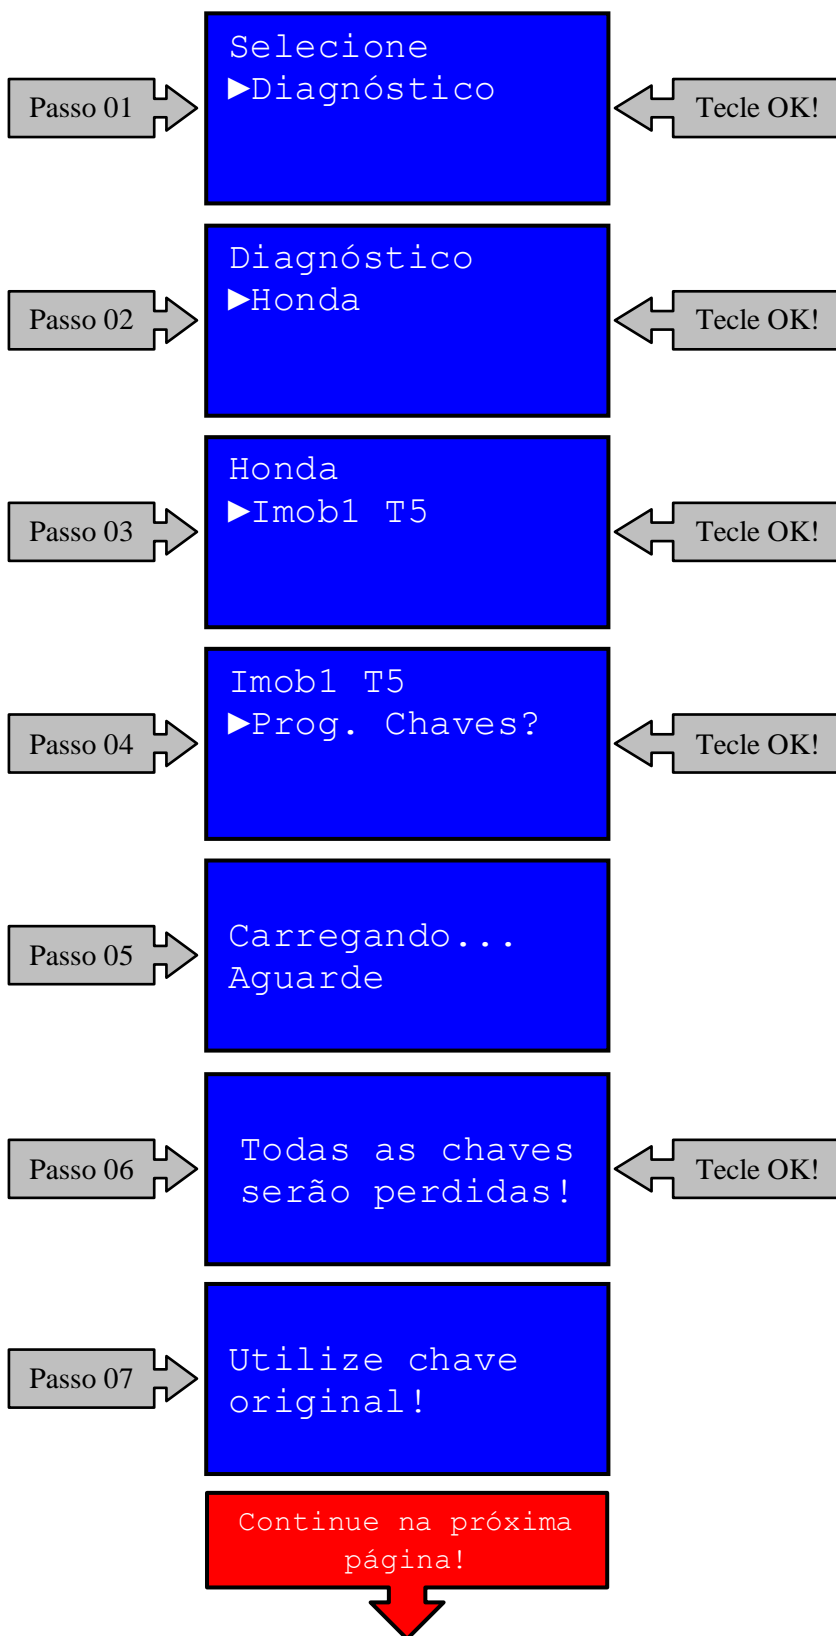 Selecione
►Diagnóstico
Passo 01
Tecle OK!
Diagnóstico
►Honda
Passo 02
Tecle OK!
Honda
►Imob1 T5
Passo 03
Tecle OK!
Imob1 T5
►Prog. Chaves?
Passo 04
Tecle OK!
Carregando...
Aguarde
Passo 05
Todas as chaves
serão perdidas!
Passo 06
Tecle OK!
Utilize chave
original!
Passo 07
Continue na próxima
página!